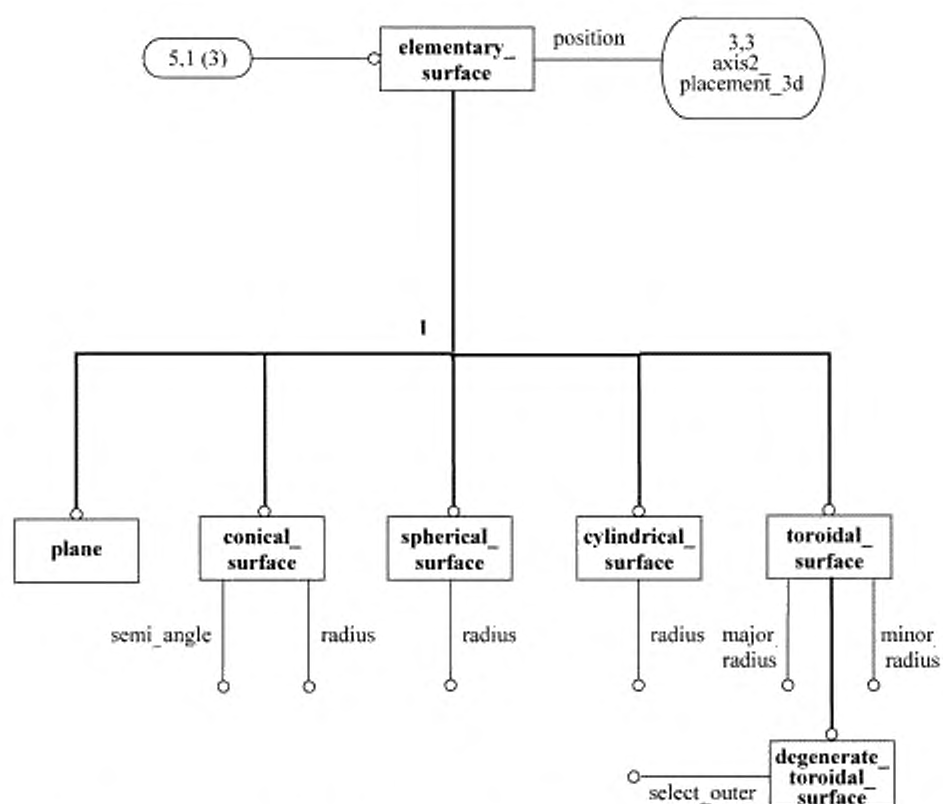 5,1 (3)
elementary_
surface
position
3,3
axis2_
placement_3d
1
plane
conical_
surface
spherical_
surface
cylindrical_
surface
toroidal_
surface
semi_angle
radius
radius
radius
major_
radius
minor_
radius
degenerate_
toroidal_
surface
select_outer